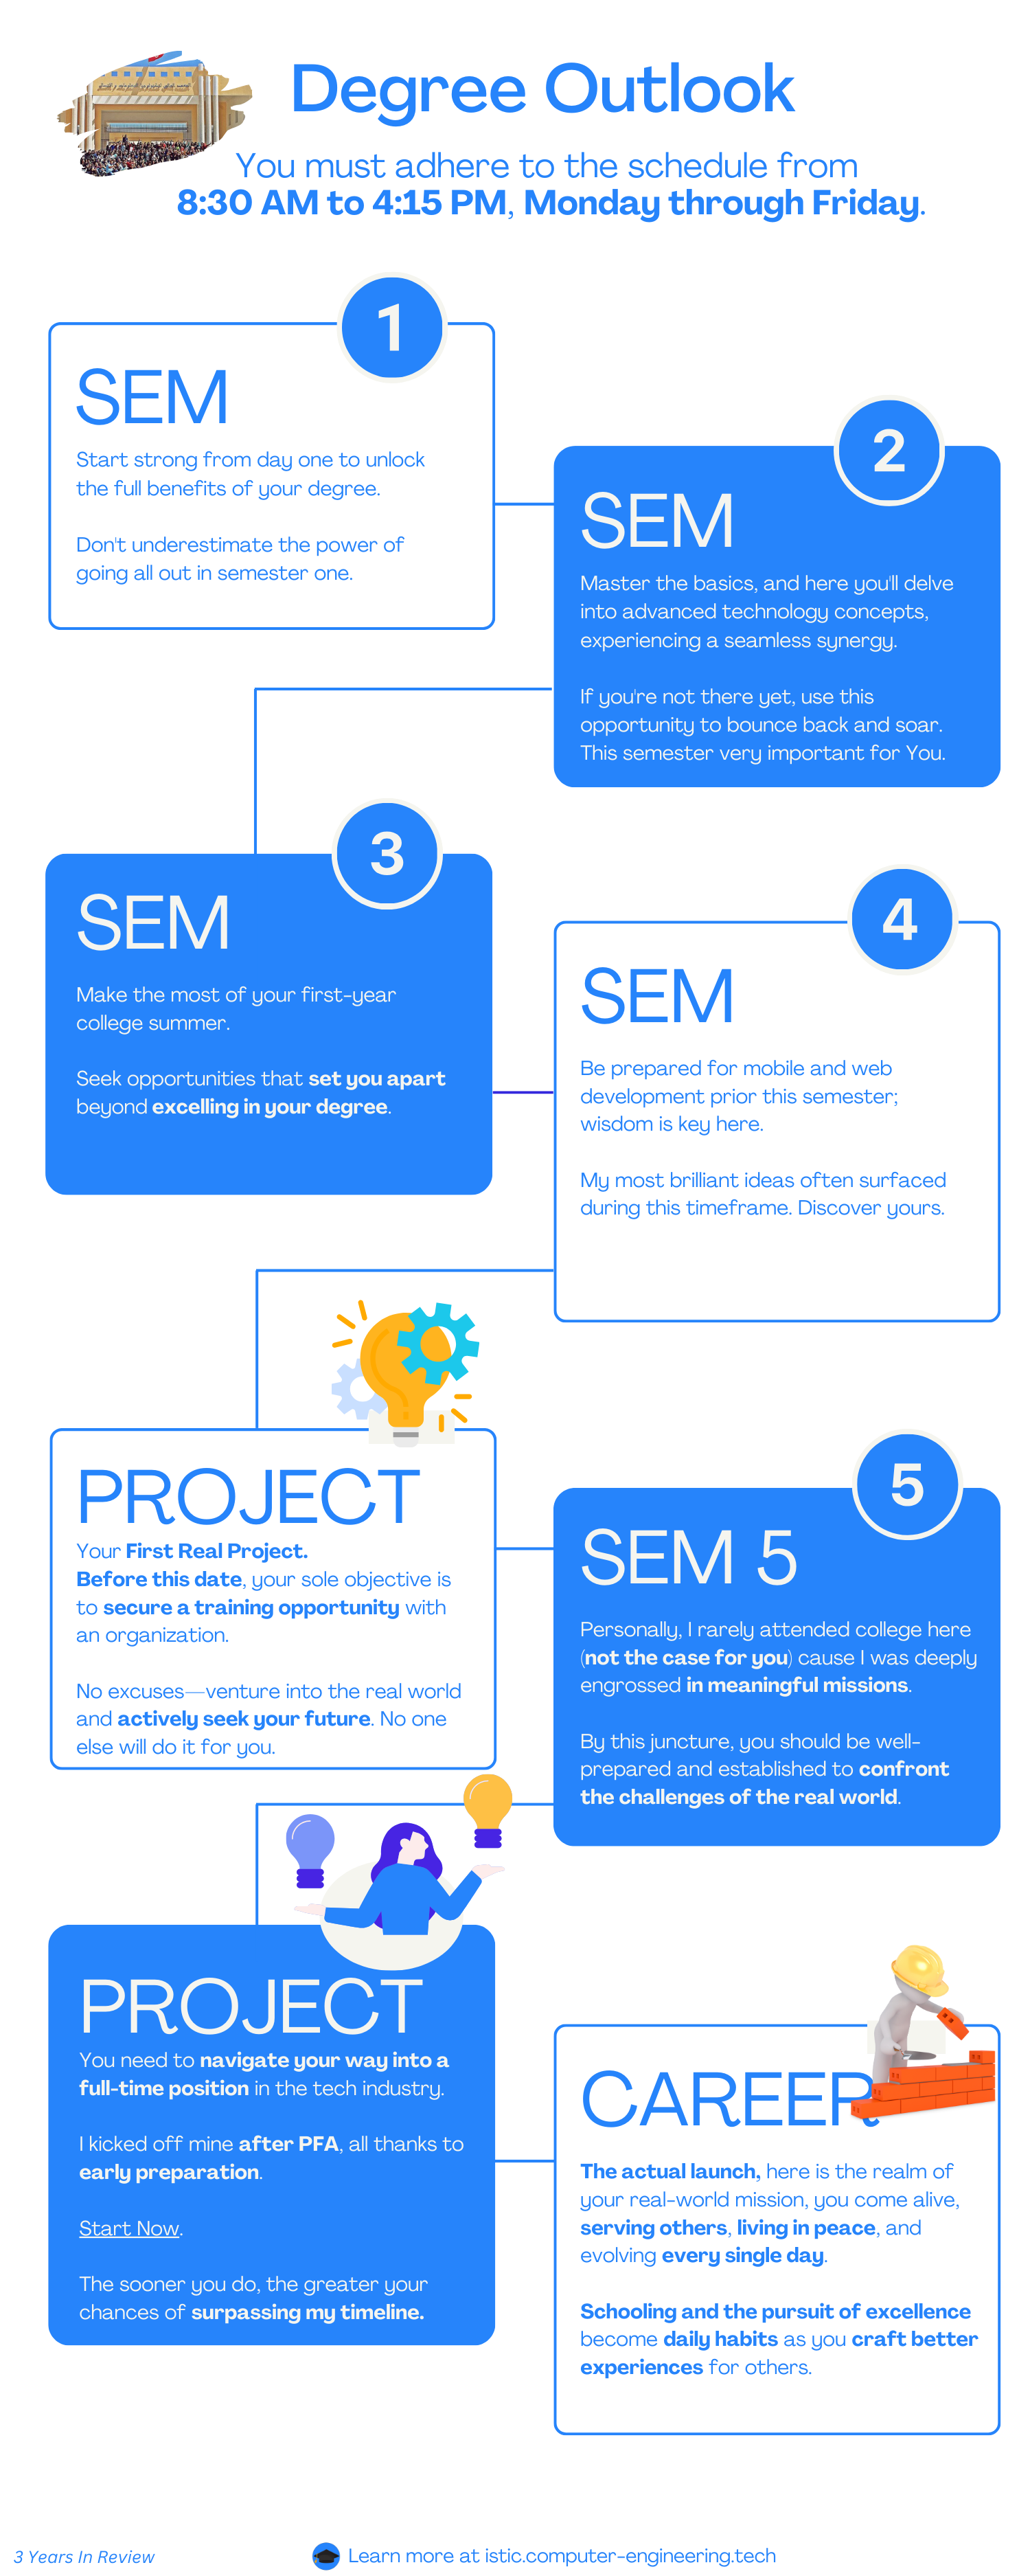 Degree Outlook
You must adhere to the schedule from
8:30 AM to 4:15 PM, Monday through Friday.
1
SEM
Start strong from day one to unlock
the full benefits of your degree.
Don't underestimate the power of
going all out in semester one.
2
SEM
Master the basics, and here you'll delve
into advanced technology concepts,
experiencing a seamless synergy.
If you're not there yet, use this
opportunity to bounce back and soar.
This semester very important for You.
3
SEM
Make the most of your first-year
college summer.
Seek opportunities that set you apart
beyond excelling in your degree.
4
SEM
Be prepared for mobile and web
development prior this semester;
wisdom is key here.
My most brilliant ideas often surfaced
during this timeframe. Discover yours.
PROJECT
Your First Real Project.
Before this date, your sole objective is
to secure a training opportunity with
an organization.
No excuses—venture into the real world
and actively seek your future. No one
else will do it for you.
5
SEM 5
Personally, I rarely attended college here
(not the case for you) cause I was deeply
engrossed in meaningful missions.
By this juncture, you should be well-
prepared and established to confront
the challenges of the real world.
PROJECT
You need to navigate your way into a
full-time position in the tech industry.
I kicked off mine after PFA, all thanks to
early preparation.
Start Now.
The sooner you do, the greater your
chances of surpassing my timeline.
CAREER
The actual launch, here is the realm of
your real-world mission, you come alive,
serving others, living in peace, and
evolving every single day.
Schooling and the pursuit of excellence
become daily habits as you craft better
experiences for others.
3 Years In Review
Learn more at istic.computer-engineering.tech